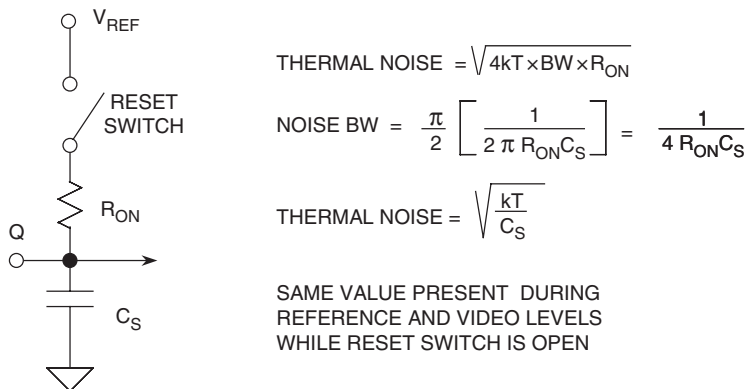 V_REF
RESET
SWITCH
R_ON
Q
C_S
THERMAL NOISE = √(4kT × BW × R_ON)
NOISE BW = π/2 [ 1/(2 π R_ON C_S) ] = 1/(4 R_ON C_S)
THERMAL NOISE = √(kT/C_S)
SAME VALUE PRESENT DURING
REFERENCE AND VIDEO LEVELS
WHILE RESET SWITCH IS OPEN